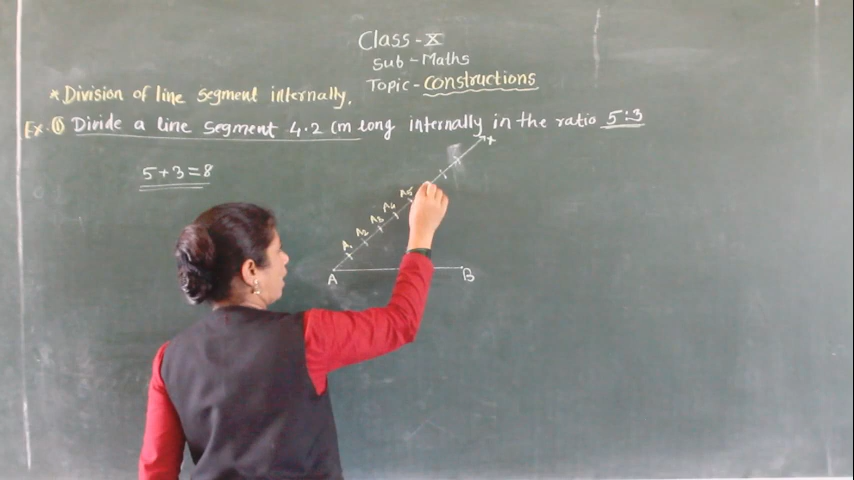 Class - X
Sub - Maths
Topic - Constructions
* Division of line segment internally.
Ex. ① Divide a line segment 4.2 cm long internally in the ratio 5:3
5 + 3 = 8
x
A5
A4
A3
A2
A1
A B